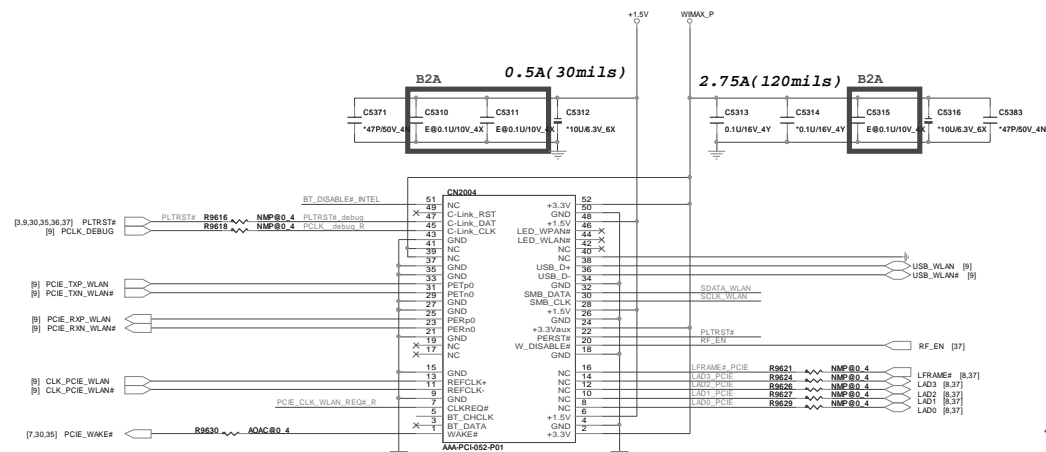 +1.5V
WIMAX_P
B2A
0.5A(30mils)
2.75A(120mils)
B2A
C5371
*47P/50V_4N
C5310
E@0.1U/10V_4X
C5311
E@0.1U/10V_4X
C5312
*10U/6.3V_6X
C5313
0.1U/16V_4Y
C5314
*0.1U/16V_4Y
C5315
E@0.1U/10V_4X
C5316
*10U/6.3V_6X
C5383
*47P/50V_4N
CN2004
BT_DISABLE#_INTEL 51 NC
49 C-Link_RST
[3,9,30,35,36,37] PLTRST# PLTRST# R9616 NMP@0_4 PLTRST#_debug 47 C-Link_DAT
[9] PCLK_DEBUG R9618 NMP@0_4 PCLK_debug_R 45 C-Link_CLK
43 GND
41 NC
39 NC
37 GND
35 GND
[9] PCIE_TXP_WLAN 33 PETp0
[9] PCIE_TXN_WLAN# 31 PETn0
29 GND
27 GND
[9] PCIE_RXP_WLAN 25 PERp0
[9] PCIE_RXN_WLAN# 23 PERn0
21 GND
19 NC
17 NC
15 GND
[9] CLK_PCIE_WLAN 13 REFCLK+
[9] CLK_PCIE_WLAN# 11 REFCLK-
9 GND
PCIE_CLK_WLAN_REQ#_R 7 CLKREQ#
5 BT_CHCLK
3 BT_DATA
[7,30,35] PCIE_WAKE# R9630 AOAC@0_4 1 WAKE#
+3.3V 52
GND 50
+1.5V 48
LED_WPAN# 46
LED_WLAN# 44
NC 42
NC 40
USB_D+ 38 USB_WLAN [9]
USB_D- 36 USB_WLAN# [9]
GND 34
SMB_DATA 32 SDATA_WLAN
SMB_CLK 30 SCLK_WLAN
+1.5V 28
GND 26
+3.3Vaux 24
PERST# 22 PLTRST#
W_DISABLE# 20 RF_EN RF_EN [37]
GND 18
NC 16 LFRAME#_PCIE R9621 NMP@0_4 LFRAME# [8,37]
NC 14 LAD3_PCIE R9624 NMP@0_4 LAD3 [8,37]
NC 12 LAD2_PCIE R9626 NMP@0_4 LAD2 [8,37]
NC 10 LAD1_PCIE R9627 NMP@0_4 LAD1 [8,37]
NC 8 LAD0_PCIE R9629 NMP@0_4 LAD0 [8,37]
+1.5V 6
GND 4
+3.3V 2
AAA-PCI-052-P01